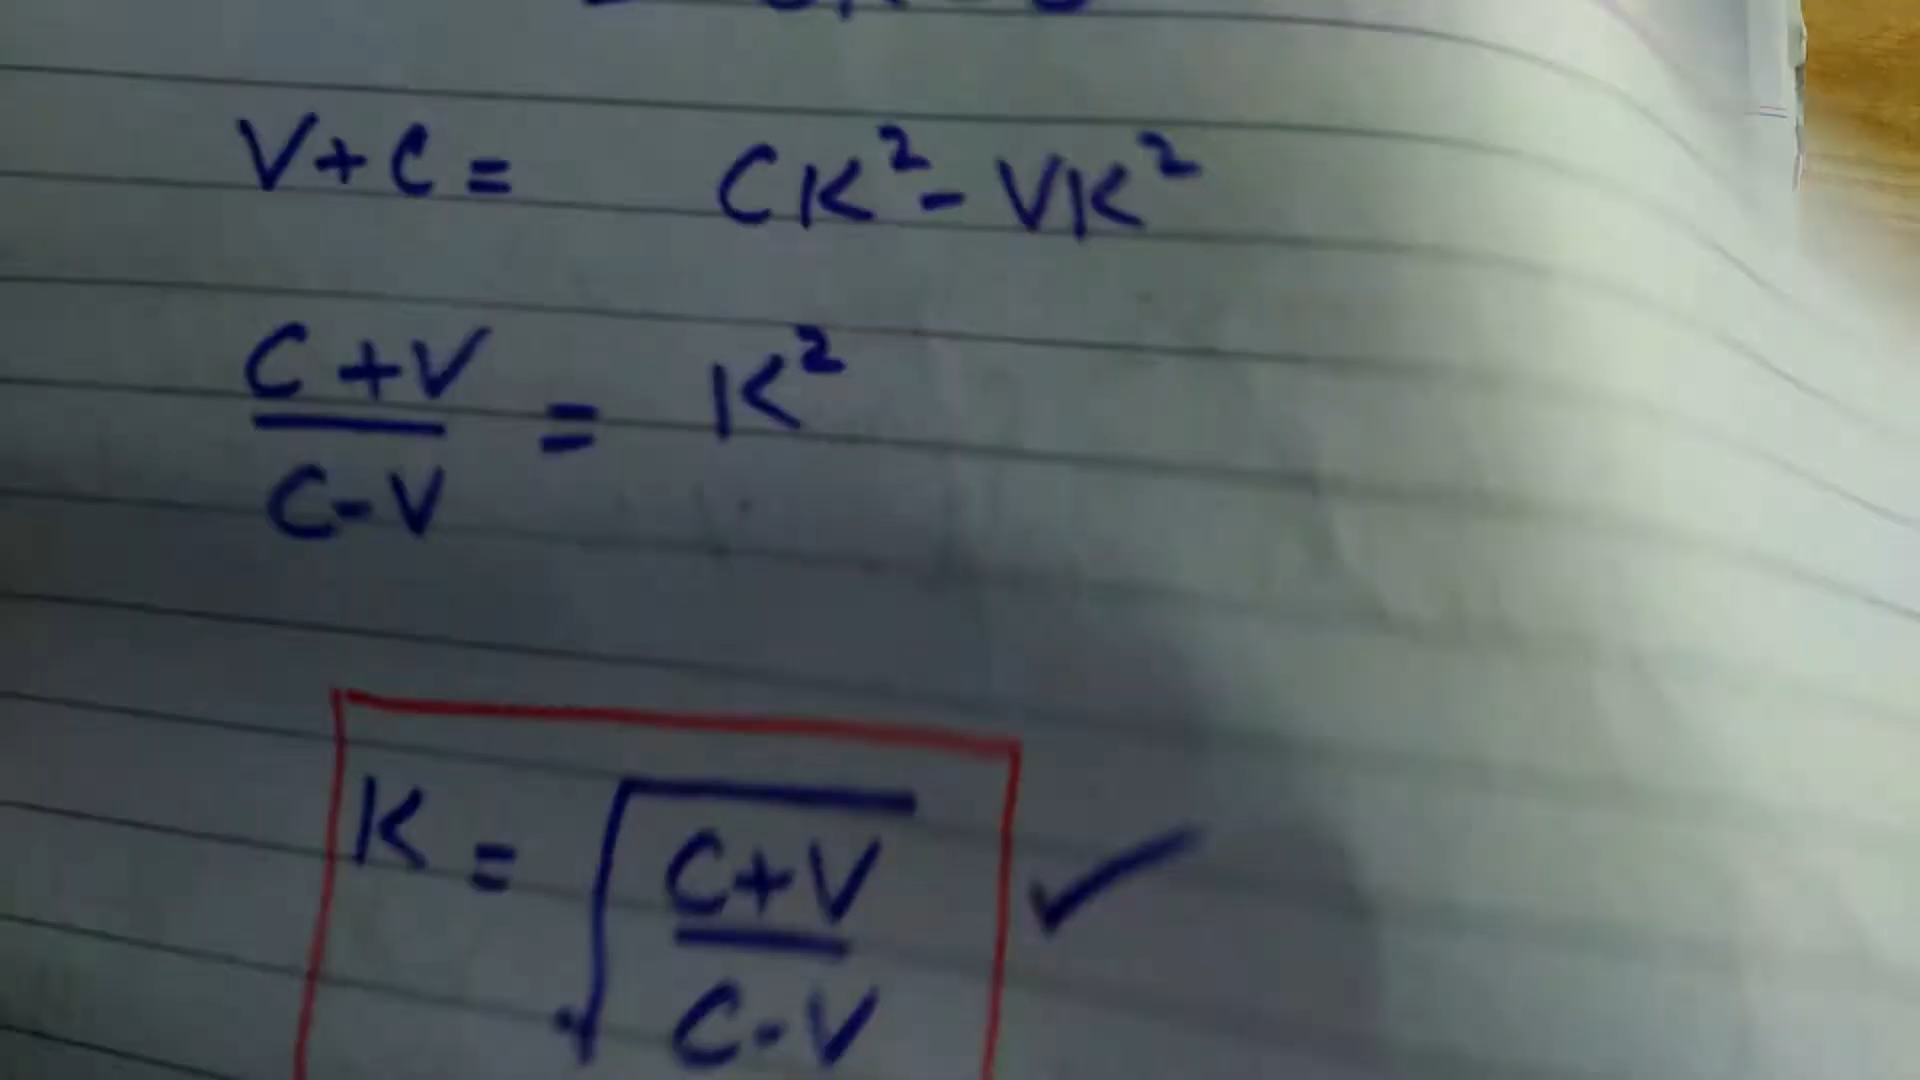 V+C= CK²-VK²
C+V/C-V = K²
K = √(C+V/C-V) ✓